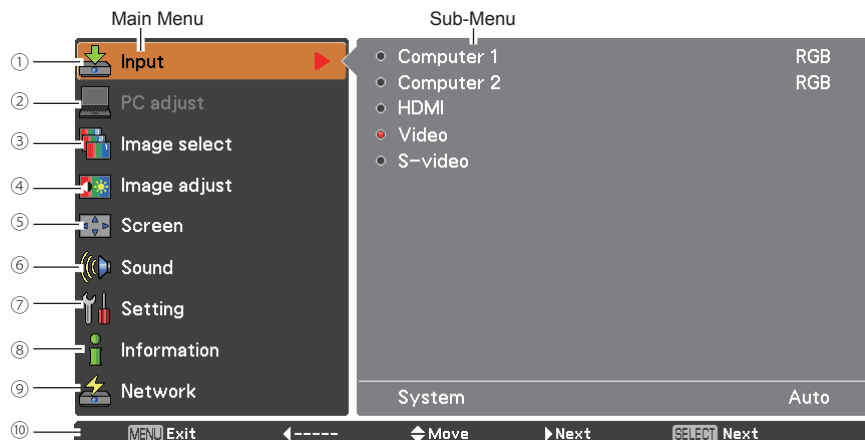 Main Menu
Sub-Menu
① Input
② PC adjust
③ Image select
④ Image adjust
⑤ Screen
⑥ Sound
⑦ Setting
⑧ Information
⑨ Network
Computer 1 RGB
Computer 2 RGB
HDMI
Video
S-video
System Auto
⑩ MENU Exit ◀----- Move ▶Next SELECT Next